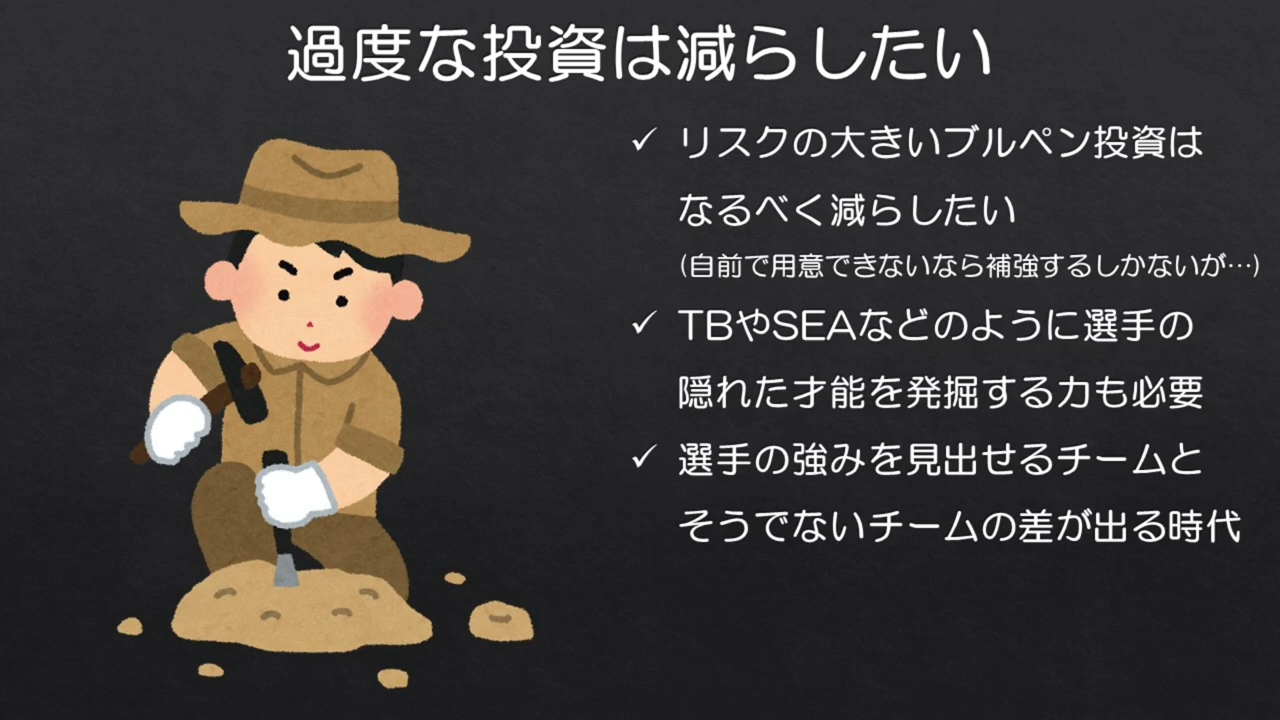 過度な投資は減らしたい
✓ リスクの大きいブルペン投資は
なるべく減らしたい
(自前で用意できないなら補強するしかないが…)
✓ TBやSEAなどのように選手の
隠れた才能を発掘する力も必要
✓ 選手の強みを見出せるチームと
そうでないチームの差が出る時代